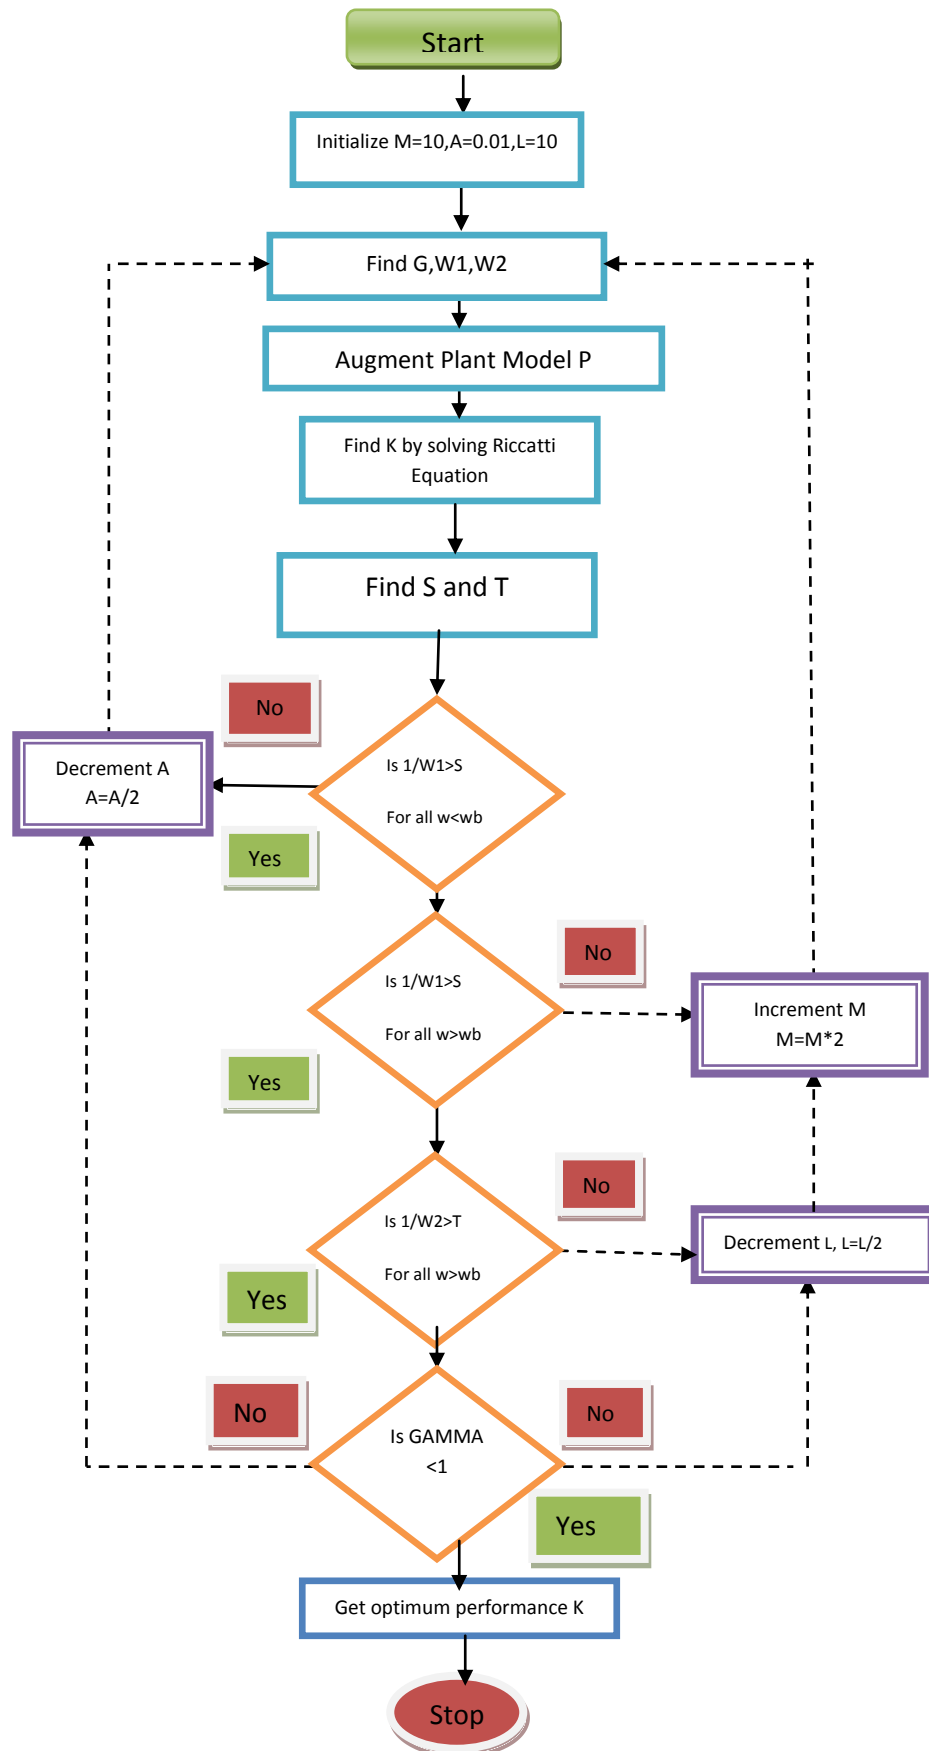 Start
Initialize M=10,A=0.01,L=10
Find G,W1,W2
Augment Plant Model P
Find K by solving Riccatti
Equation
Find S and T
No
Is 1/W1>S
For all w<wb
Decrement A
A=A/2
Yes
Is 1/W1>S
For all w>wb
No
Increment M
M=M*2
Yes
Is 1/W2>T
For all w>wb
No
Decrement L, L=L/2
Yes
No
Is GAMMA
<1
No
Yes
Get optimum performance K
Stop